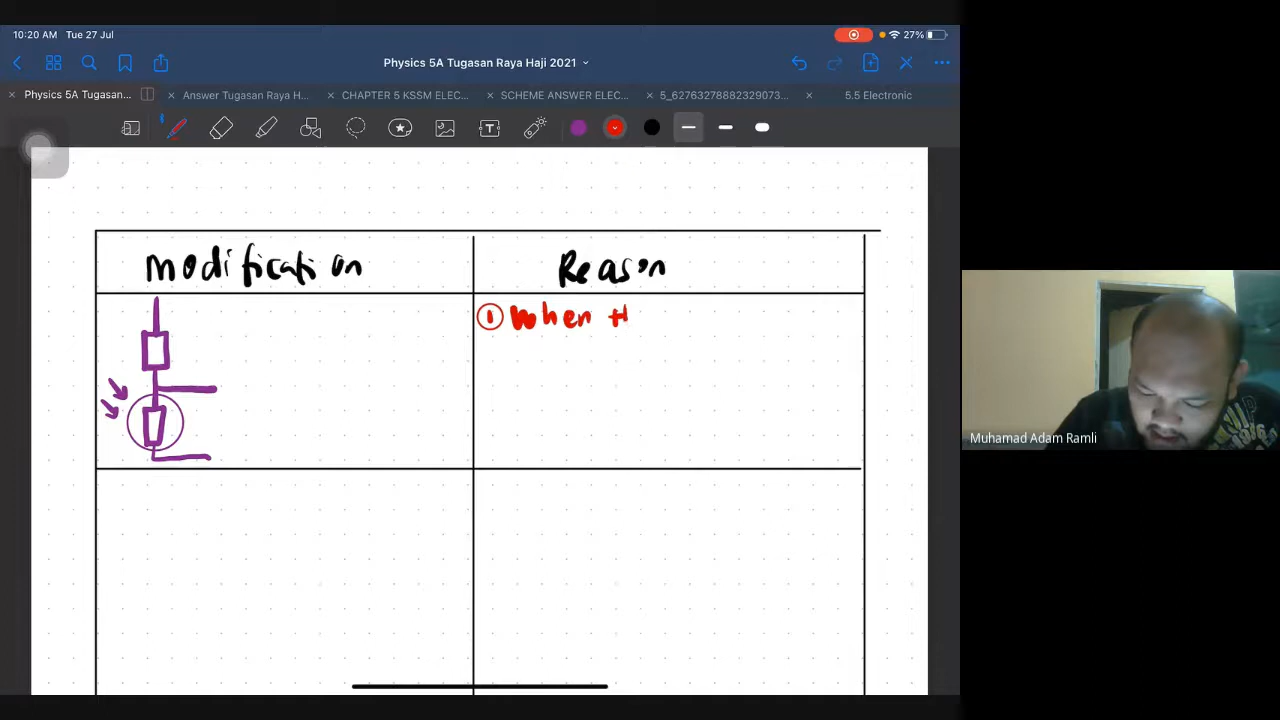 10:20 AM Tue 27 Jul
27%
Physics 5A Tugasan Raya Haji 2021
Physics 5A Tugasan...
Answer Tugasan Raya H...
CHAPTER 5 KSSM ELEC...
SCHEME ANSWER ELEC...
5_62763278882329073...
5.5 Electronic
T
modification
Reason
① When t
Muhamad Adam Ramli